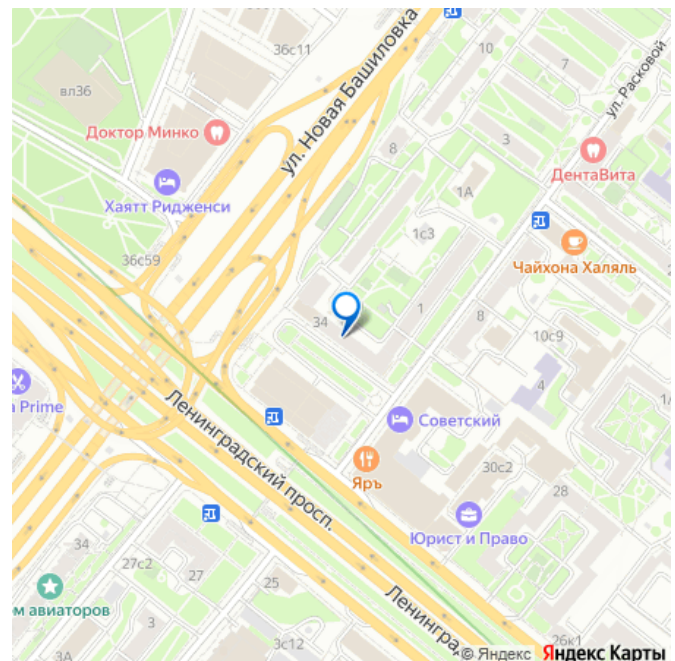 36с11
ул. Новая Башиловка
10
7
ул. Расковой
вл36
Доктор Минко
8
3
ДентаВита
Хаятт Ридженси
1А
1с3
36с59
Чайхона Халяль
2
34
1
8
10с9
4
а Prime
Ленинградский просп.
Советский
1/
Яръ
30с2
28
Юрист и Право
34
27с2
27
25
м авиаторов
Ленингра
3
3А
3с12
26к1
© Яндекс Яндекс Карты